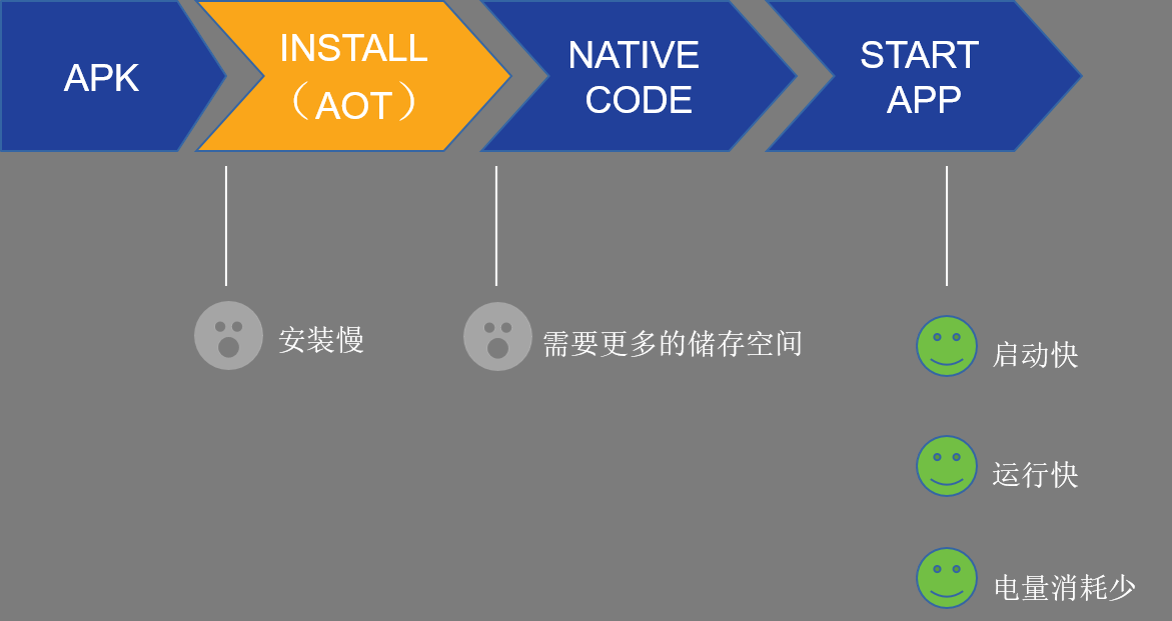 APK
INSTALL
（AOT）
NATIVE
CODE
START
APP
安装慢
需要更多的储存空间
启动快
运行快
电量消耗少